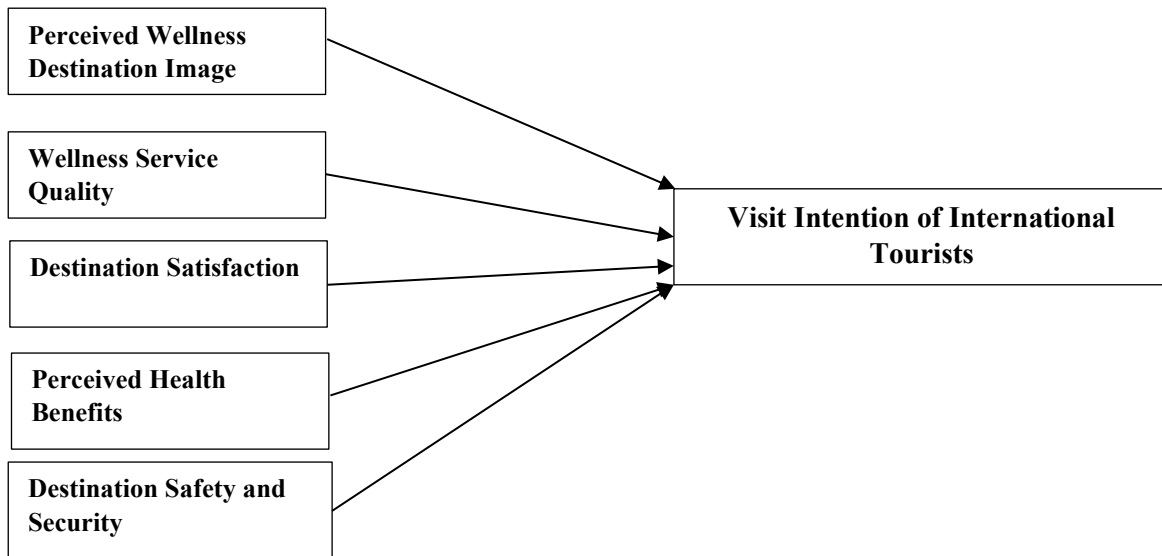 Perceived Wellness
Destination Image
Wellness Service
Quality
Visit Intention of International
Tourists
Destination Satisfaction
Perceived Health
Benefits
Destination Safety and
Security